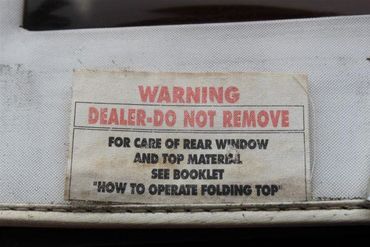 WARNING
DEALER-DO NOT REMOVE
FOR CARE OF REAR WINDOW
AND TOP MATERIAL
SEE BOOKLET
"HOW TO OPERATE FOLDING TOP"